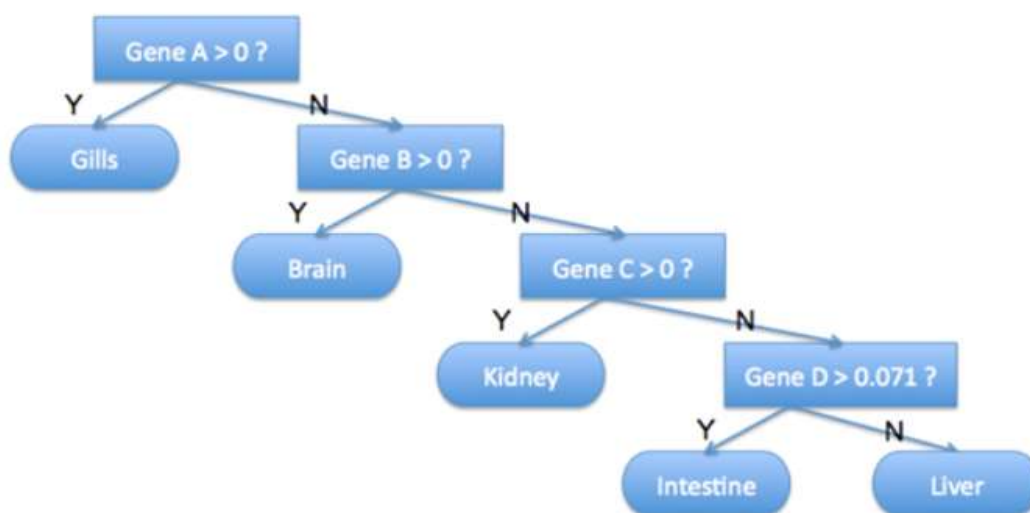 Gene A > 0 ?
Y
N
Gills
Gene B > 0 ?
Y
N
Brain
Gene C > 0 ?
Y
N
Kidney
Gene D > 0.071 ?
Y
N
Intestine
Liver